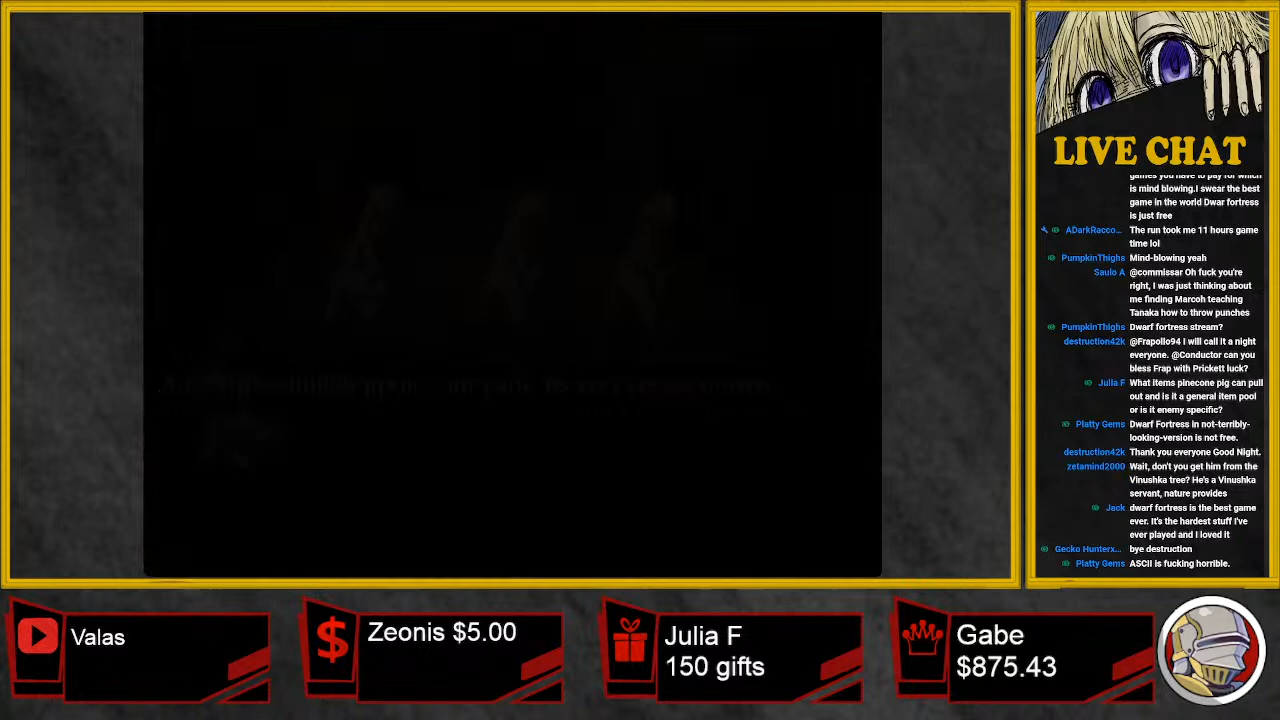 LIVE CHAT
games you have to pay for which
is mind blowing.I swear the best
game in the world Dwar fortress
is just free
ADarkRacco... The run took me 11 hours game
time lol
PumpkinThighs Mind-blowing yeah
Saulo A @commissar Oh fuck you're
right, I was just thinking about
me finding Marcoh teaching
Tanaka how to throw punches
PumpkinThighs Dwarf fortress stream?
destruction42k @Frapollo94 I will call it a night
everyone. @Conductor can you
bless Frap with Prickett luck?
Julia F What items pinecone pig can pull
out and is it a general item pool
or is it enemy specific?
Platty Gems Dwarf Fortress in not-terribly-
looking-version is not free.
destruction42k Thank you everyone Good Night.
zetamind2000 Wait, don't you get him from the
Vinushka tree? He's a Vinushka
servant, nature provides
Jack dwarf fortress is the best game
ever. It's the hardest stuff I've
ever played and I loved it
Gecko Hunterx... bye destruction
Platty Gems ASCII is fucking horrible.
Valas
$
Zeonis $5.00
Julia F
150 gifts
Gabe
$875.43